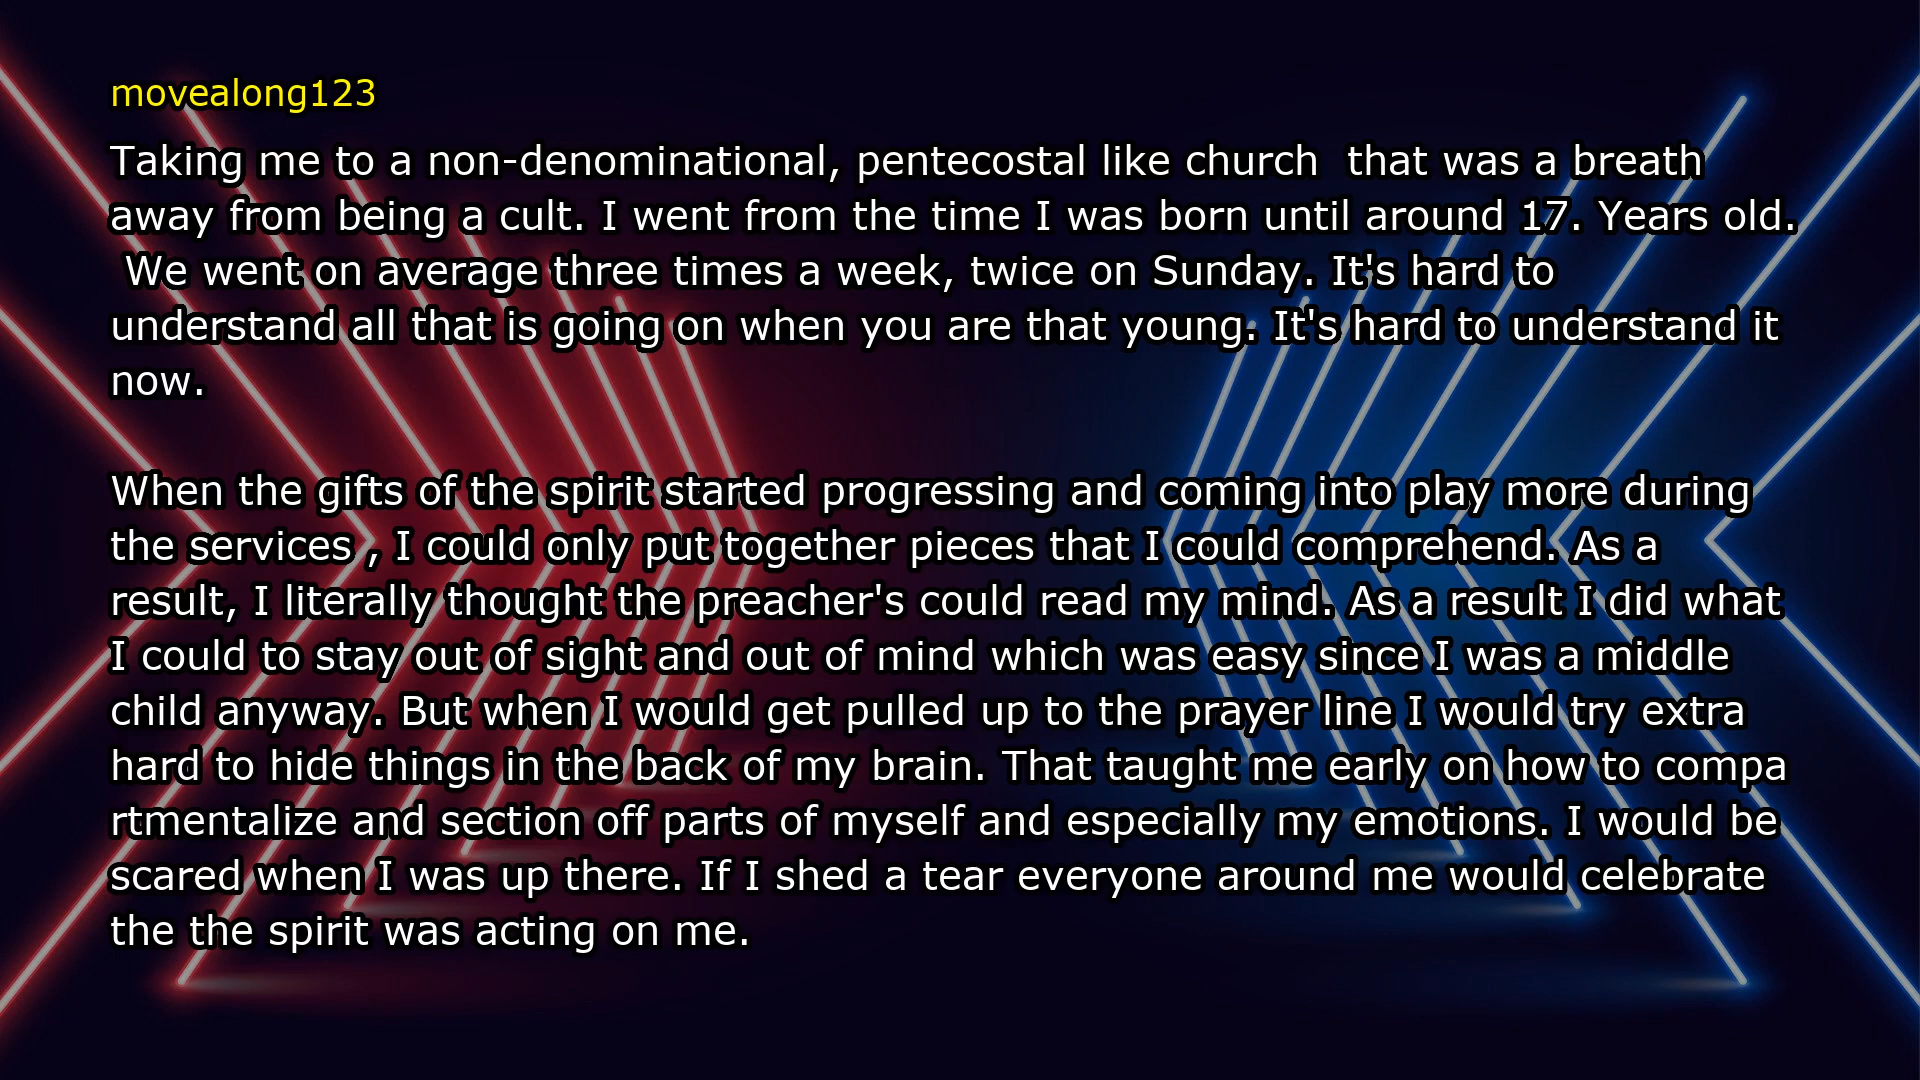 movealong123
Taking me to a non-denominational, pentecostal like church  that was a breath
away from being a cult. I went from the time I was born until around 17. Years old.
We went on average three times a week, twice on Sunday. It's hard to
understand all that is going on when you are that young. It's hard to understand it
now.
When the gifts of the spirit started progressing and coming into play more during
the services , I could only put together pieces that I could comprehend. As a
result, I literally thought the preacher's could read my mind. As a result I did what
I could to stay out of sight and out of mind which was easy since I was a middle
child anyway. But when I would get pulled up to the prayer line I would try extra
hard to hide things in the back of my brain. That taught me early on how to compa
rtmentalize and section off parts of myself and especially my emotions. I would be
scared when I was up there. If I shed a tear everyone around me would celebrate
the the spirit was acting on me.